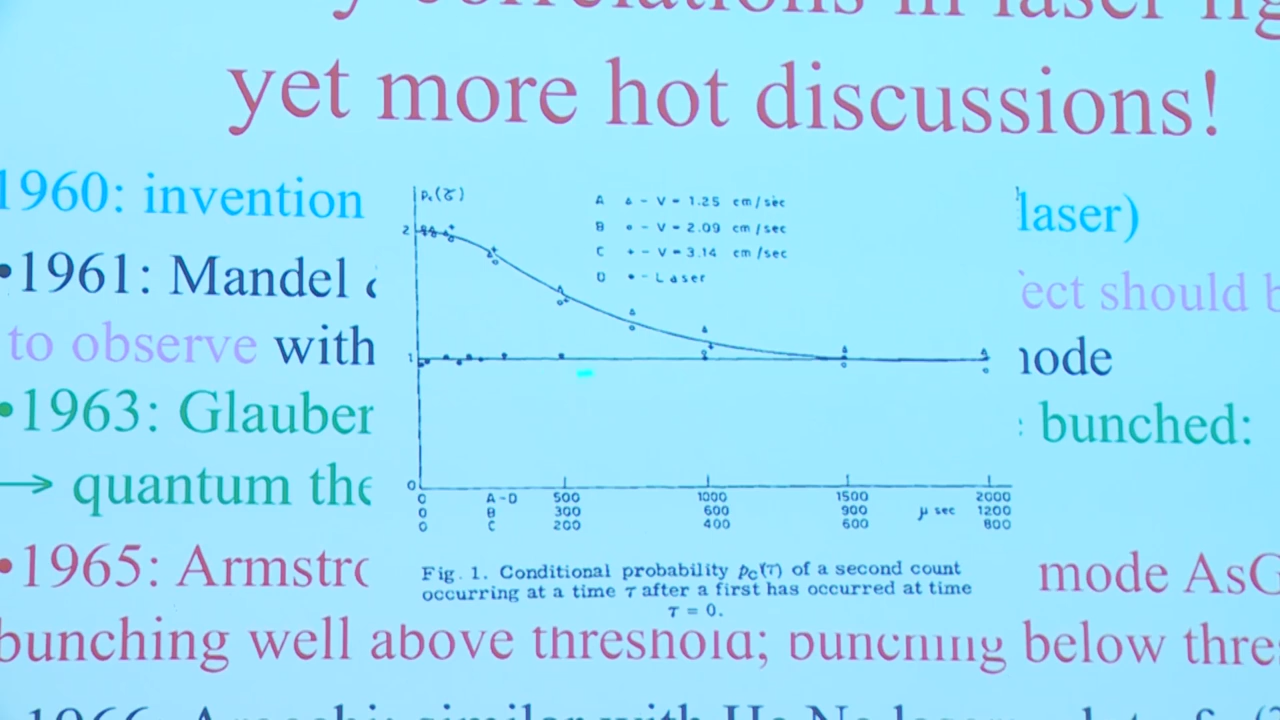 yet more hot discussions!
1960: invention laser)
•1961: Mandel ect should
to observe with ode
•1963: Glauber : bunched:
→ quantum the
•1965: Armstro mode AsG
bunching well above threshold; bunching below thre
Pc(τ)
A △ - V = 1.25 cm/sec
B ∘ - V = 2.09 cm/sec
C + - V = 3.14 cm/sec
D • - Laser
2
1
0
0 A-D 500 1000 1500 2000
0 B 300 600 900 μ sec 1200
0 C 200 400 600 800
Fig. 1. Conditional probability pc(τ) of a second count
occurring at a time τ after a first has occurred at time
τ = 0.